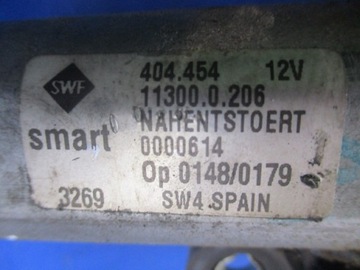 404.454 12V
SWF
11300.0.206
smart NAHENTSTOERT
0000614
Op 0148/0179
3269 SW4 SPAIN